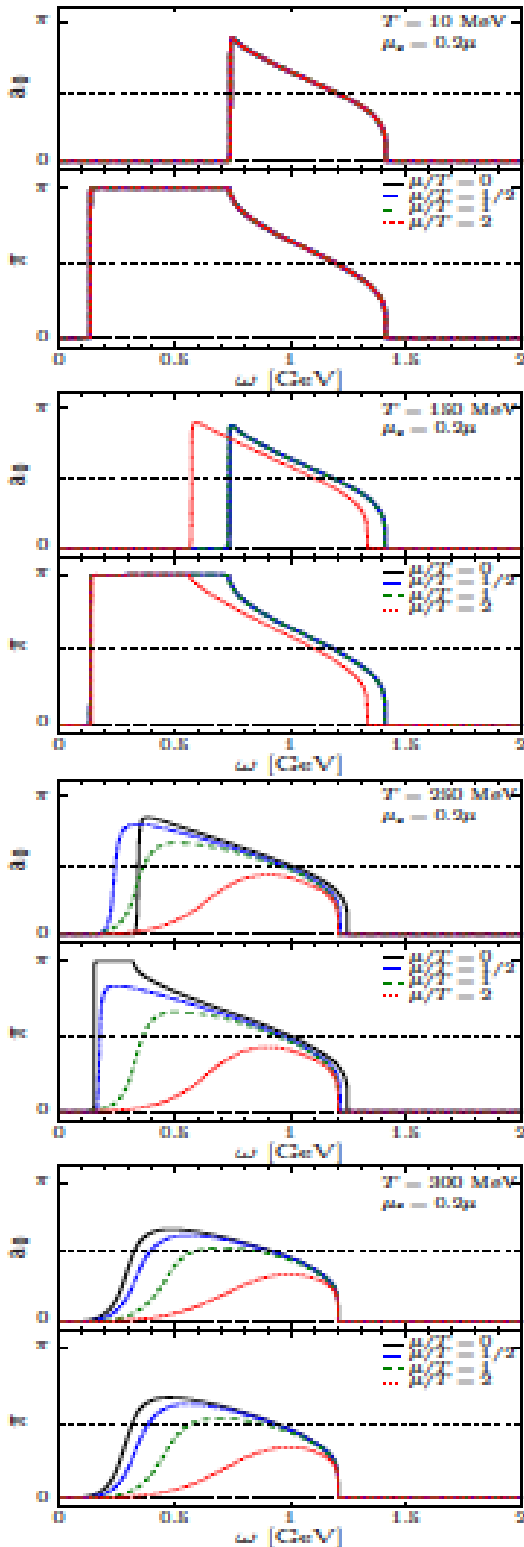 π
T = 10 MeV
μₛ = 0.2μ
0
μ/T = 0
μ/T = 1/2
μ/T = 1
μ/T = 2
π
0
0 0.5 1 1.5 2
ω [GeV]
π
T = MeV
μₛ = 0.2μ
0
μ/T = 0
μ/T = 1/2
μ/T = 1
μ/T = 2
π
0
0 0.5 1 1.5 2
ω [GeV]
π
T = MeV
μₛ = 0.2μ
0
π
μ/T = 0
μ/T = 1/2
μ/T = 1
μ/T = 2
π
0
0 0.5 1 1.5 2
ω [GeV]
π
T = 300 MeV
μₛ = 0.2μ
0
μ/T = 0
μ/T = 1/2
μ/T = 1
μ/T = 2
π
0
0 0.5 1 1.5 2
ω [GeV]